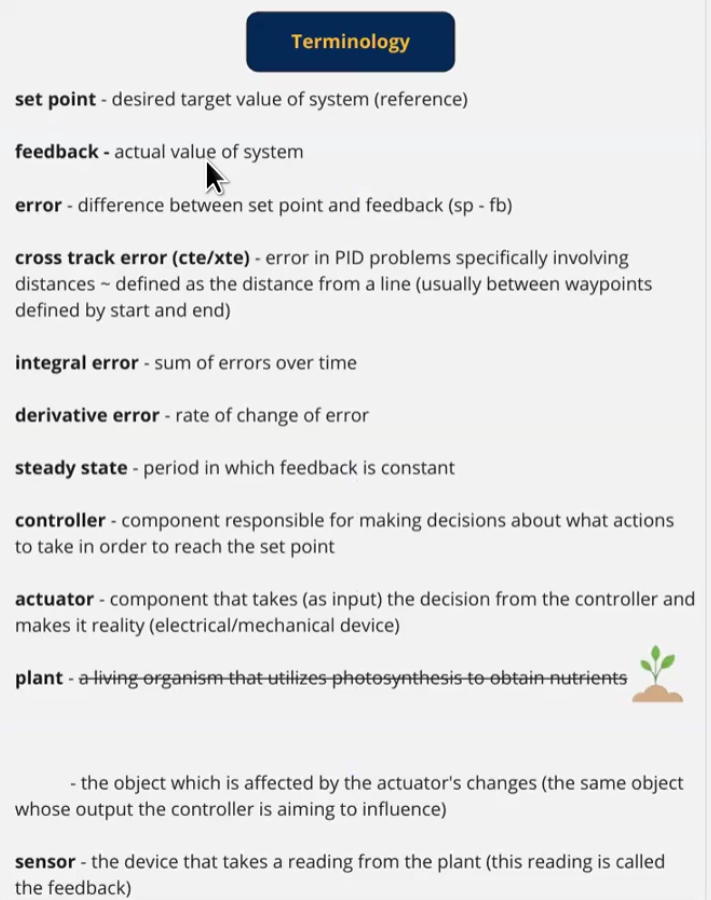 Terminology
set point - desired target value of system (reference)
feedback - actual value of system
error - difference between set point and feedback (sp - fb)
cross track error (cte/xte) - error in PID problems specifically involving
distances ~ defined as the distance from a line (usually between waypoints
defined by start and end)
integral error - sum of errors over time
derivative error - rate of change of error
steady state - period in which feedback is constant
controller - component responsible for making decisions about what actions
to take in order to reach the set point
actuator - component that takes (as input) the decision from the controller and
makes it reality (electrical/mechanical device)
plant - a living organism that utilizes photosynthesis to obtain nutrients
- the object which is affected by the actuator's changes (the same object
whose output the controller is aiming to influence)
sensor - the device that takes a reading from the plant (this reading is called
the feedback)